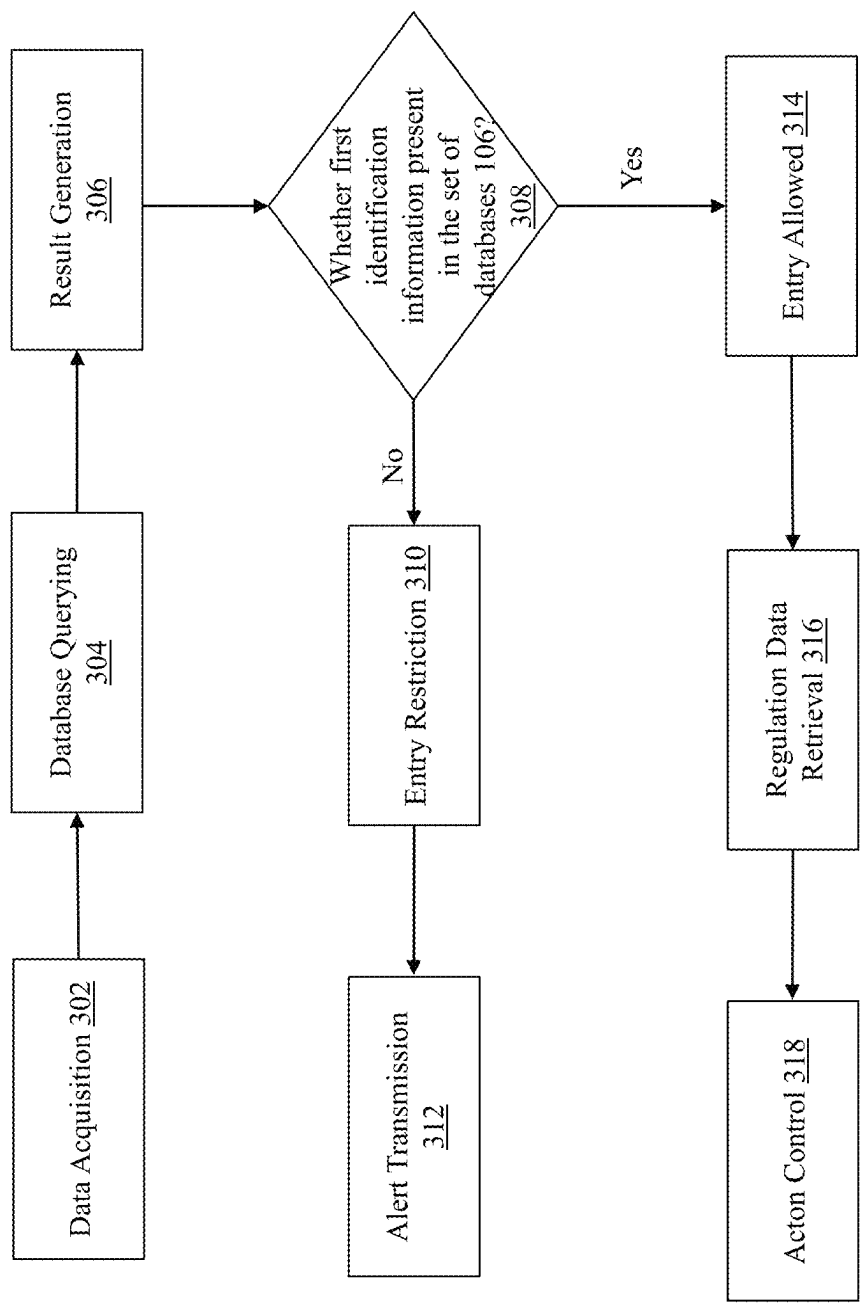 Data Acquisition 302
Database Querying
304
Result Generation
306
Whether first
identification
information present
in the set of
databases 106?
308
No
Entry Restriction 310
Alert Transmission
312
Yes
Entry Allowed 314
Regulation Data
Retrieval 316
Acton Control 318